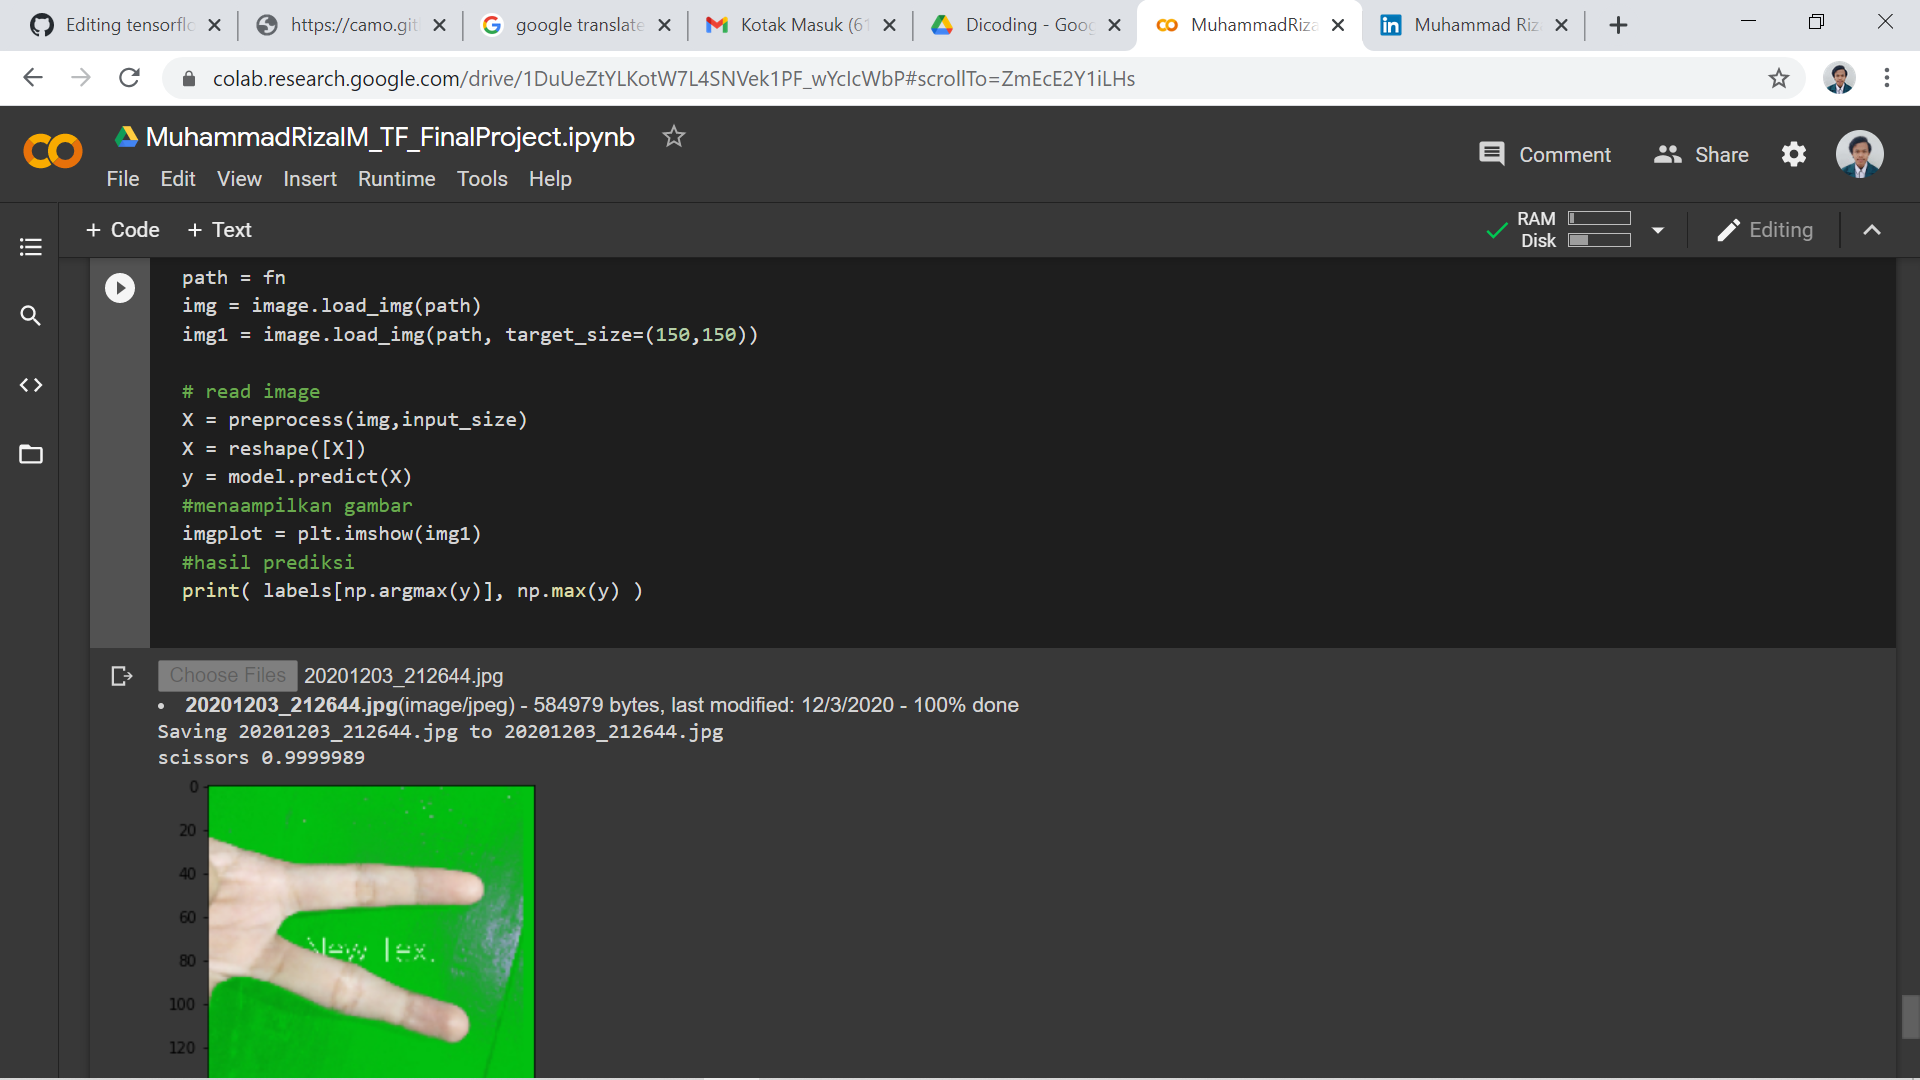 Editing tensorflo
https://camo.git
google translate
Kotak Masuk (61
Dicoding - Goog
MuhammadRiza
Muhammad Riz
colab.research.google.com/drive/1DuUeZtYLKotW7L4SNVek1PF_wYcIcWbP#scrollTo=ZmEcE2Y1iLHs
MuhammadRizalM_TF_FinalProject.ipynb
Comment
Share
File Edit View Insert Runtime Tools Help
+ Code + Text
RAM
Disk
Editing
path = fn
img = image.load_img(path)
img1 = image.load_img(path, target_size=(150,150))
# read image
X = preprocess(img,input_size)
X = reshape([X])
y = model.predict(X)
#menaampilkan gambar
imgplot = plt.imshow(img1)
#hasil prediksi
print( labels[np.argmax(y)], np.max(y) )
Choose Files 20201203_212644.jpg
• 20201203_212644.jpg(image/jpeg) - 584979 bytes, last modified: 12/3/2020 - 100% done
Saving 20201203_212644.jpg to 20201203_212644.jpg
scissors 0.9999989
0
20
40
60
New
80
100
120